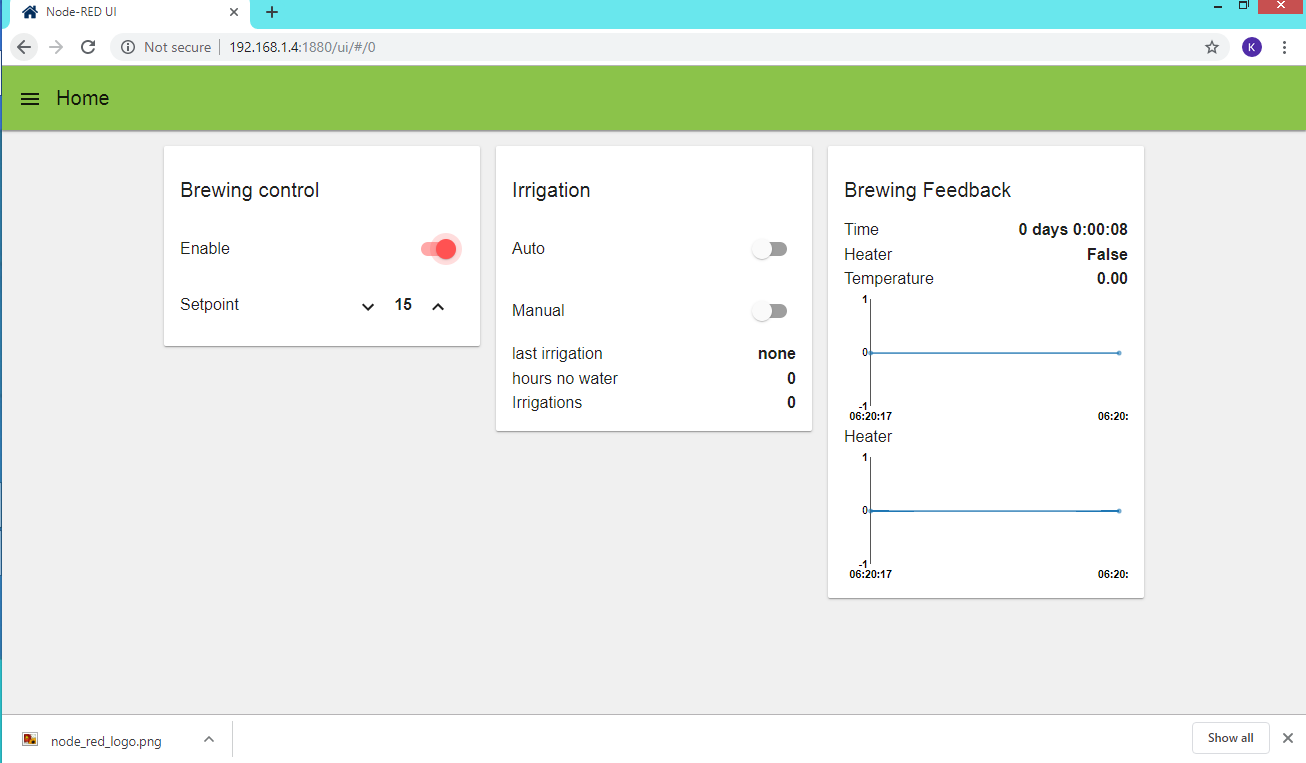 Node-RED UI
Not secure 192.168.1.4:1880/ui/#/0
K
Home
Brewing control
Enable
Setpoint 15
Irrigation
Auto
Manual
last irrigation none
hours no water 0
Irrigations 0
Brewing Feedback
Time 0 days 0:00:08
Heater False
Temperature 0.00
1
0
-1
06:20:17 06:20:
Heater
1
0
-1
06:20:17 06:20:
node_red_logo.png
Show all